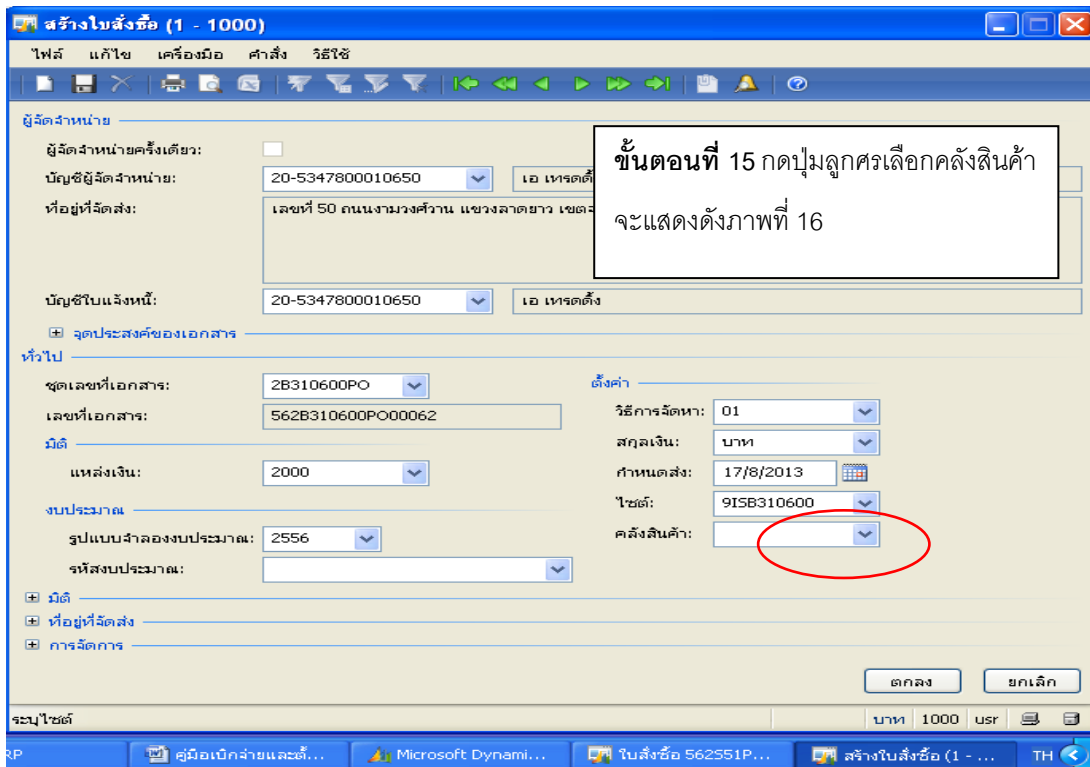 สร้างใบสั่งซื้อ (1 - 1000)
ไฟล์ แก้ไข เครื่องมือ คำสั่ง วิธีใช้
ผู้จัดจำหน่าย
ผู้จัดจำหน่ายครั้งเดียว:
บัญชีผู้จัดจำหน่าย: 20-5347800010650 เอ เทรดดิ้
ที่อยู่ที่จัดส่ง: เลขที่ 50 ถนนงามวงศ์วาน แขวงลาดยาว เขต
ขั้นตอนที่ 15 กดปุ่มลูกศรเลือกคลังสินค้า
จะแสดงดังภาพที่ 16
บัญชีใบแจ้งหนี้: 20-5347800010650 เอ เทรดดิ้ง
จุดประสงค์ของเอกสาร
ทั่วไป
ชุดเลขที่เอกสาร: 2B310600PO
เลขที่เอกสาร: 562B310600PO00062
มิติ
แหล่งเงิน: 2000
งบประมาณ
รูปแบบจำลองงบประมาณ: 2556
รหัสงบประมาณ:
ตั้งค่า
วิธีการจัดหา: 01
สกุลเงิน: บาท
กำหนดส่ง: 17/8/2013
ไซต์: 9ISB310600
คลังสินค้า:
มิติ
ที่อยู่ที่จัดส่ง
การจัดการ
ตกลง ยกเลิก
ระบุไซต์ บาท 1000 usr
RP คู่มือเบิกจ่ายและตั้... Microsoft Dynami... ใบสั่งซื้อ 562S51P... สร้างใบสั่งซื้อ (1 - ... TH